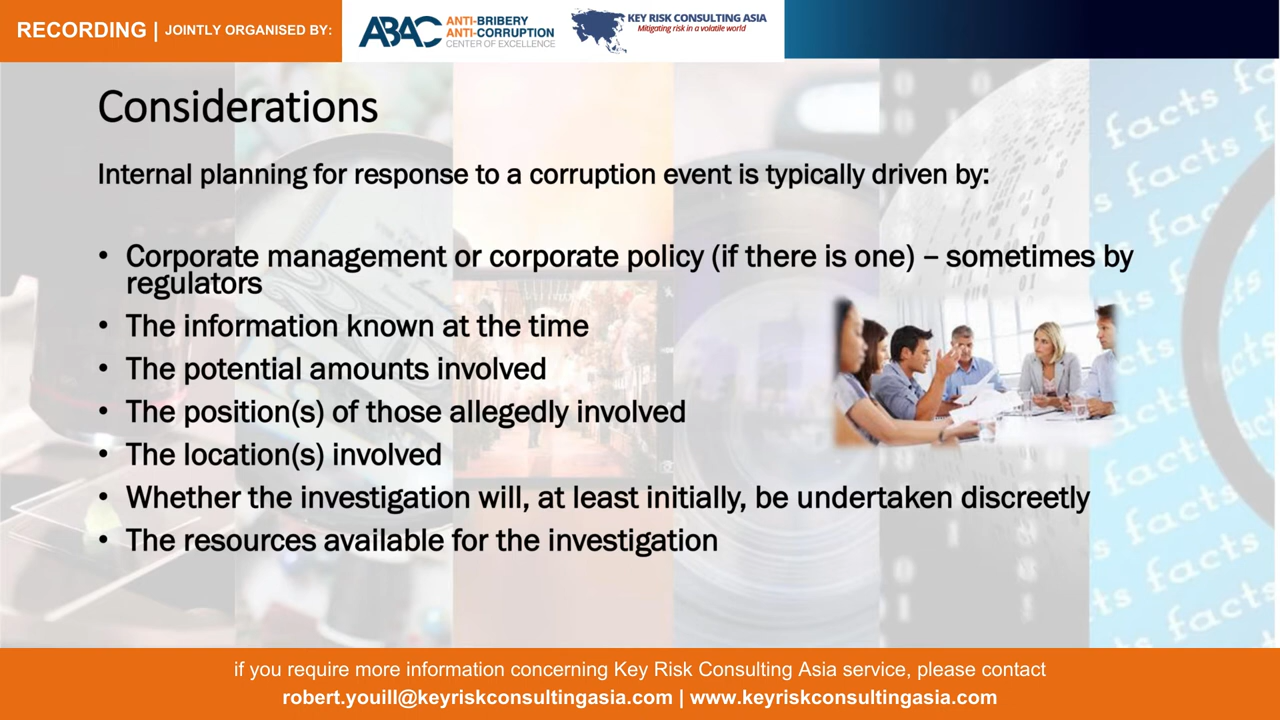 RECORDING | JOINTLY ORGANISED BY:
ABAC ANTI-BRIBERY
ANTI-CORRUPTION
CENTER OF EXCELLENCE
KEY RISK CONSULTING ASIA
Mitigating risk in a volatile world
Considerations
Internal planning for response to a corruption event is typically driven by:
• Corporate management or corporate policy (if there is one) – sometimes by
regulators
• The information known at the time
• The potential amounts involved
• The position(s) of those allegedly involved
• The location(s) involved
• Whether the investigation will, at least initially, be undertaken discreetly
• The resources available for the investigation
facts
facts
facts
facts
if you require more information concerning Key Risk Consulting Asia service, please contact
robert.youill@keyriskconsultingasia.com | www.keyriskconsultingasia.com